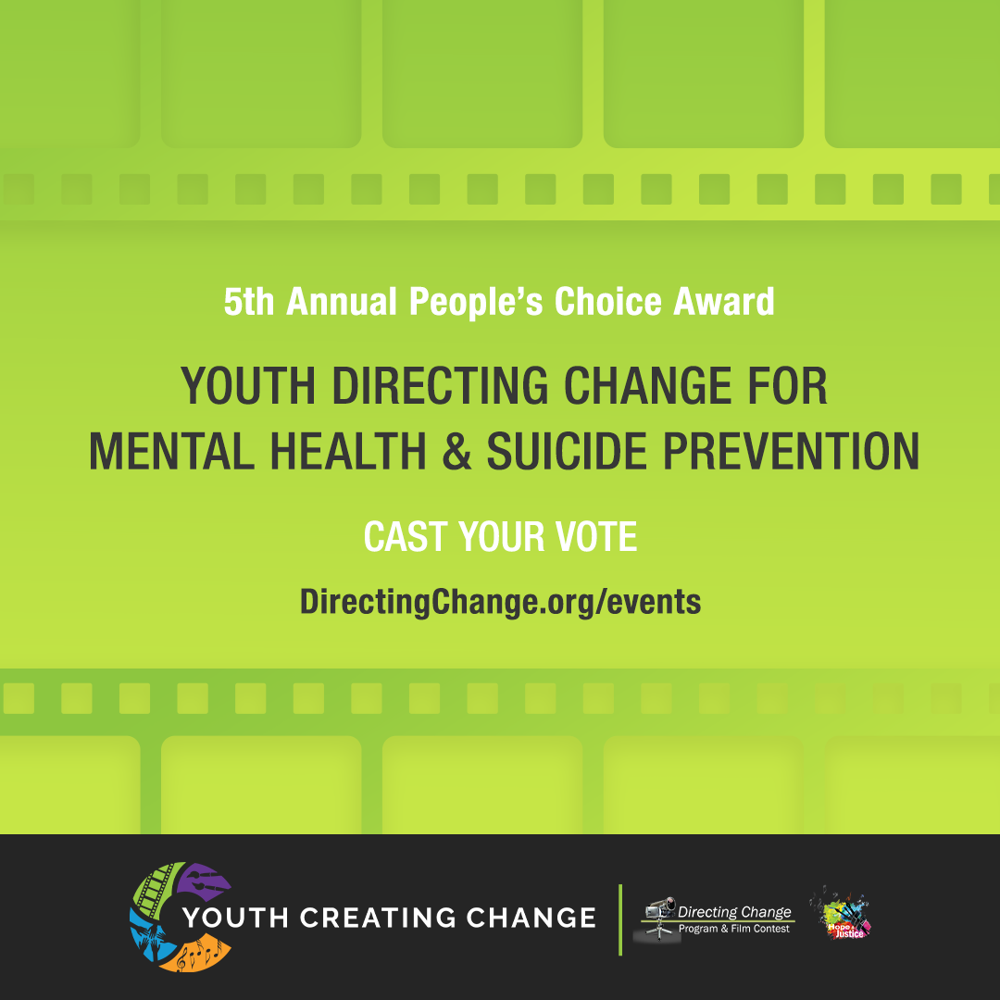 5th Annual People’s Choice Award
YOUTH DIRECTING CHANGE FOR
MENTAL HEALTH & SUICIDE PREVENTION
CAST YOUR VOTE
DirectingChange.org/events
YOUTH CREATING CHANGE
Directing Change
Program & Film Contest
Hope &
Justice